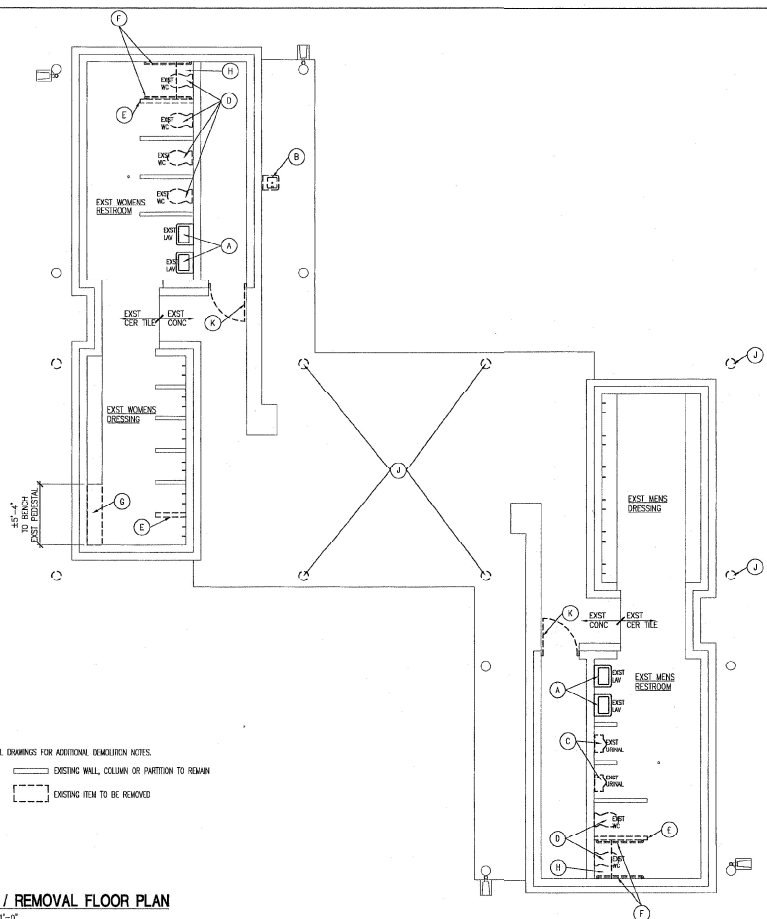 F
H
EXST
WC
D
E
EXST
WC
EXST
WC
B
EXST
WC
EXST WOMENS
RESTROOM
EXST
LAV
A
EXS
LAV
K
EXST
CER TILE
EXST
CONC
J
EXST WOMENS
DRESSING
J
G
E
±5'-4"
TO BENCH
EXST PEDESTAL
EXST MENS
DRESSING
J
K
EXST
CONC
EXST
CER TILE
A
EXST
LAV
EXST MENS
RESTROOM
EXST
LAV
C
EXST
URINAL
EXST
URINAL
D
EXST
WC
E
H
EXST
WC
F
L DRAWINGS FOR ADDITIONAL DEMOLITION NOTES.
EXISTING WALL, COLUMN OR PARTITION TO REMAIN
EXISTING ITEM TO BE REMOVED
/ REMOVAL FLOOR PLAN
1'-0"